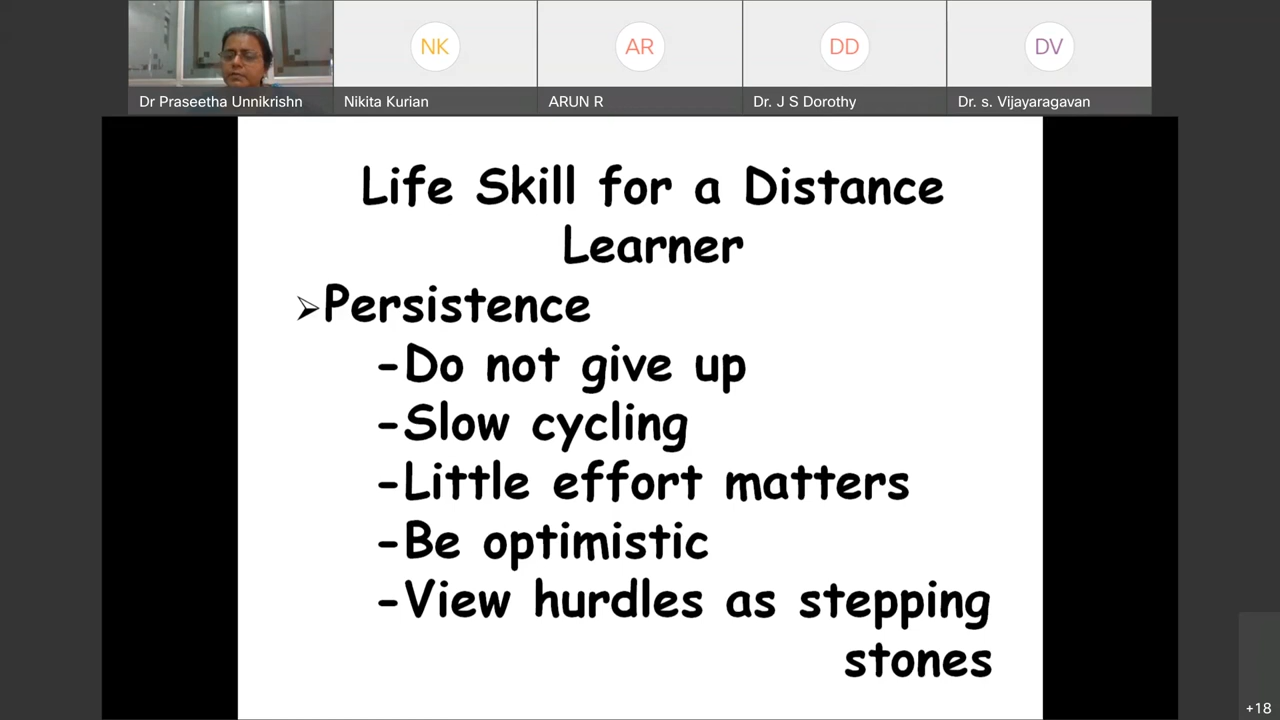 NK
AR
DD
DV
Dr Praseetha Unnikrishn
Nikita Kurian
ARUN R
Dr. J S Dorothy
Dr. s. Vijayaragavan
Life Skill for a Distance
Learner
➢Persistence
-Do not give up
-Slow cycling
-Little effort matters
-Be optimistic
-View hurdles as stepping
stones
+18